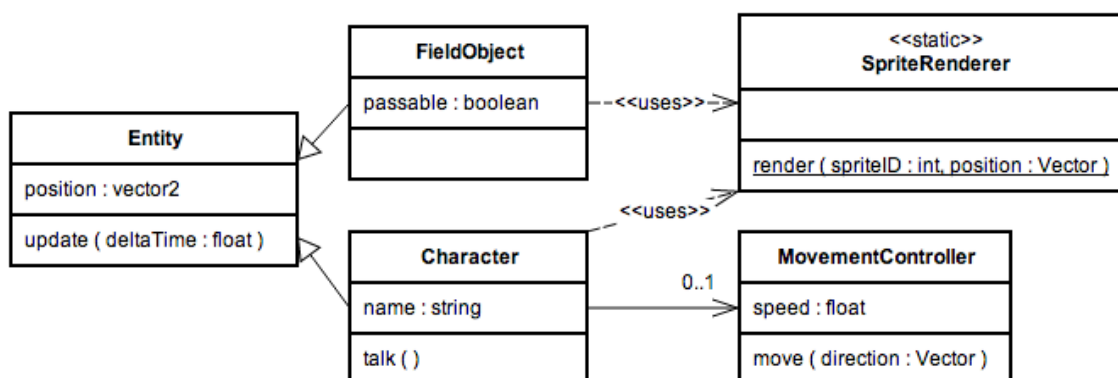 FieldObject
passable : boolean
<<uses>>
<<static>>
SpriteRenderer
render ( spriteID : int, position : Vector )
Entity
position : vector2
update ( deltaTime : float )
<<uses>>
Character
name : string
talk ( )
0..1
MovementController
speed : float
move ( direction : Vector )